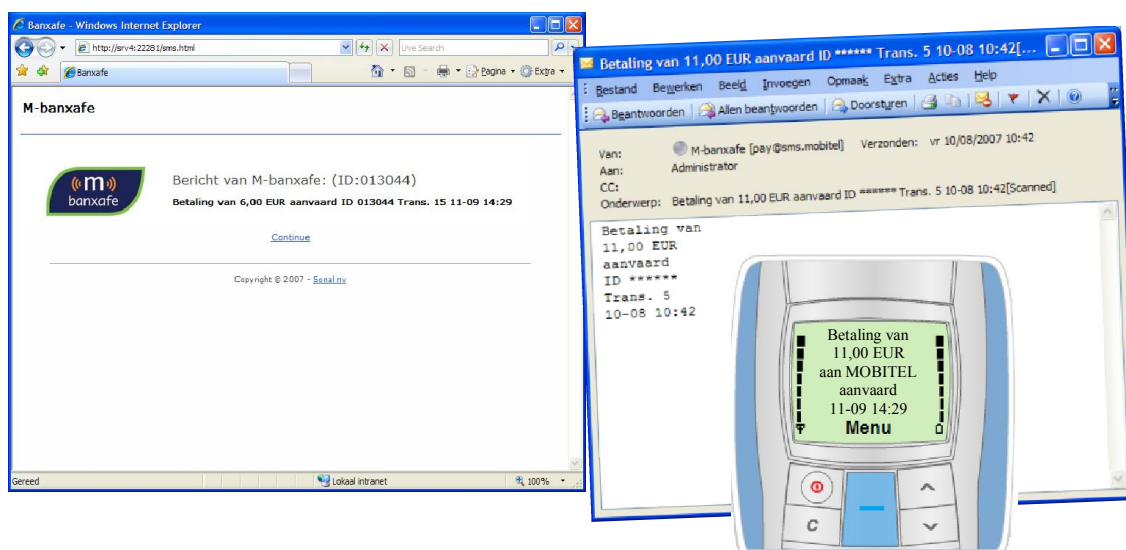 Banxafe - Windows Internet Explorer
http://srv4:22281/sms.html
Live Search
Banxafe
Pagina
Extra
M-banxafe
m
banxafe
Bericht van M-banxafe: (ID:013044)
Betaling van 6,00 EUR aanvaard ID 013044 Trans. 15 11-09 14:29
Continue
Copyright © 2007 - Sonal nv
Gereed
Lokaal intranet
100%
Betaling van 11,00 EUR aanvaard ID ****** Trans. 5 10-08 10:42[...
Bestand Bewerken Beeld Invoegen Opmaak Extra Acties Help
Beantwoorden Allen beantwoorden Doorsturen
Van: M-banxafe [pay@sms.mobitel] Verzonden: vr 10/08/2007 10:42
Aan: Administrator
CC:
Onderwerp: Betaling van 11,00 EUR aanvaard ID ****** Trans. 5 10-08 10:42[Scanned]
Betaling van
11,00 EUR
aanvaard
ID ******
Trans. 5
10-08 10:42
Betaling van
11,00 EUR
aan MOBITEL
aanvaard
11-09 14:29
Menu
C